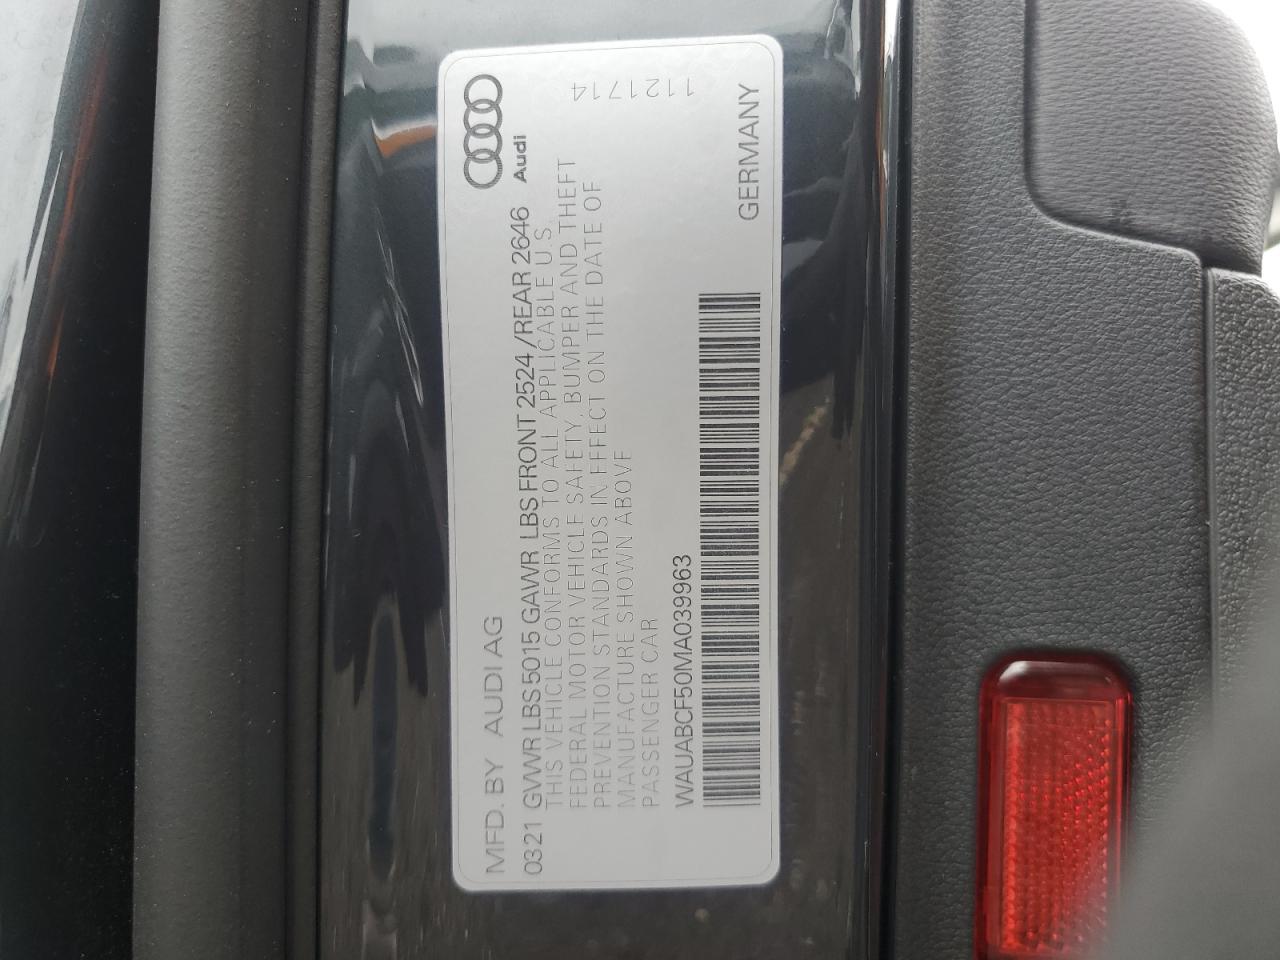 MFD. BY AUDI AG
Audi
0321 GVWR LBS 5015 GAWR LBS FRONT 2524 /REAR 2646
THIS VEHICLE CONFORMS TO ALL APPLICABLE U.S.
FEDERAL MOTOR VEHICLE SAFETY, BUMPER AND THEFT
PREVENTION STANDARDS IN EFFECT ON THE DATE OF
MANUFACTURE SHOWN ABOVE
PASSENGER CAR
1121714
WAUABCF50MA039963
GERMANY